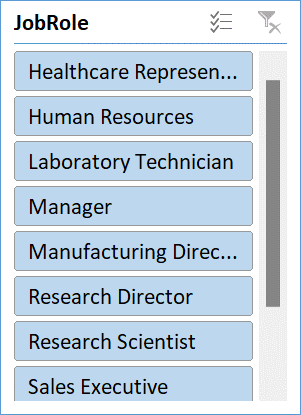 JobRole
Healthcare Represen...
Human Resources
Laboratory Technician
Manager
Manufacturing Direc...
Research Director
Research Scientist
Sales Executive